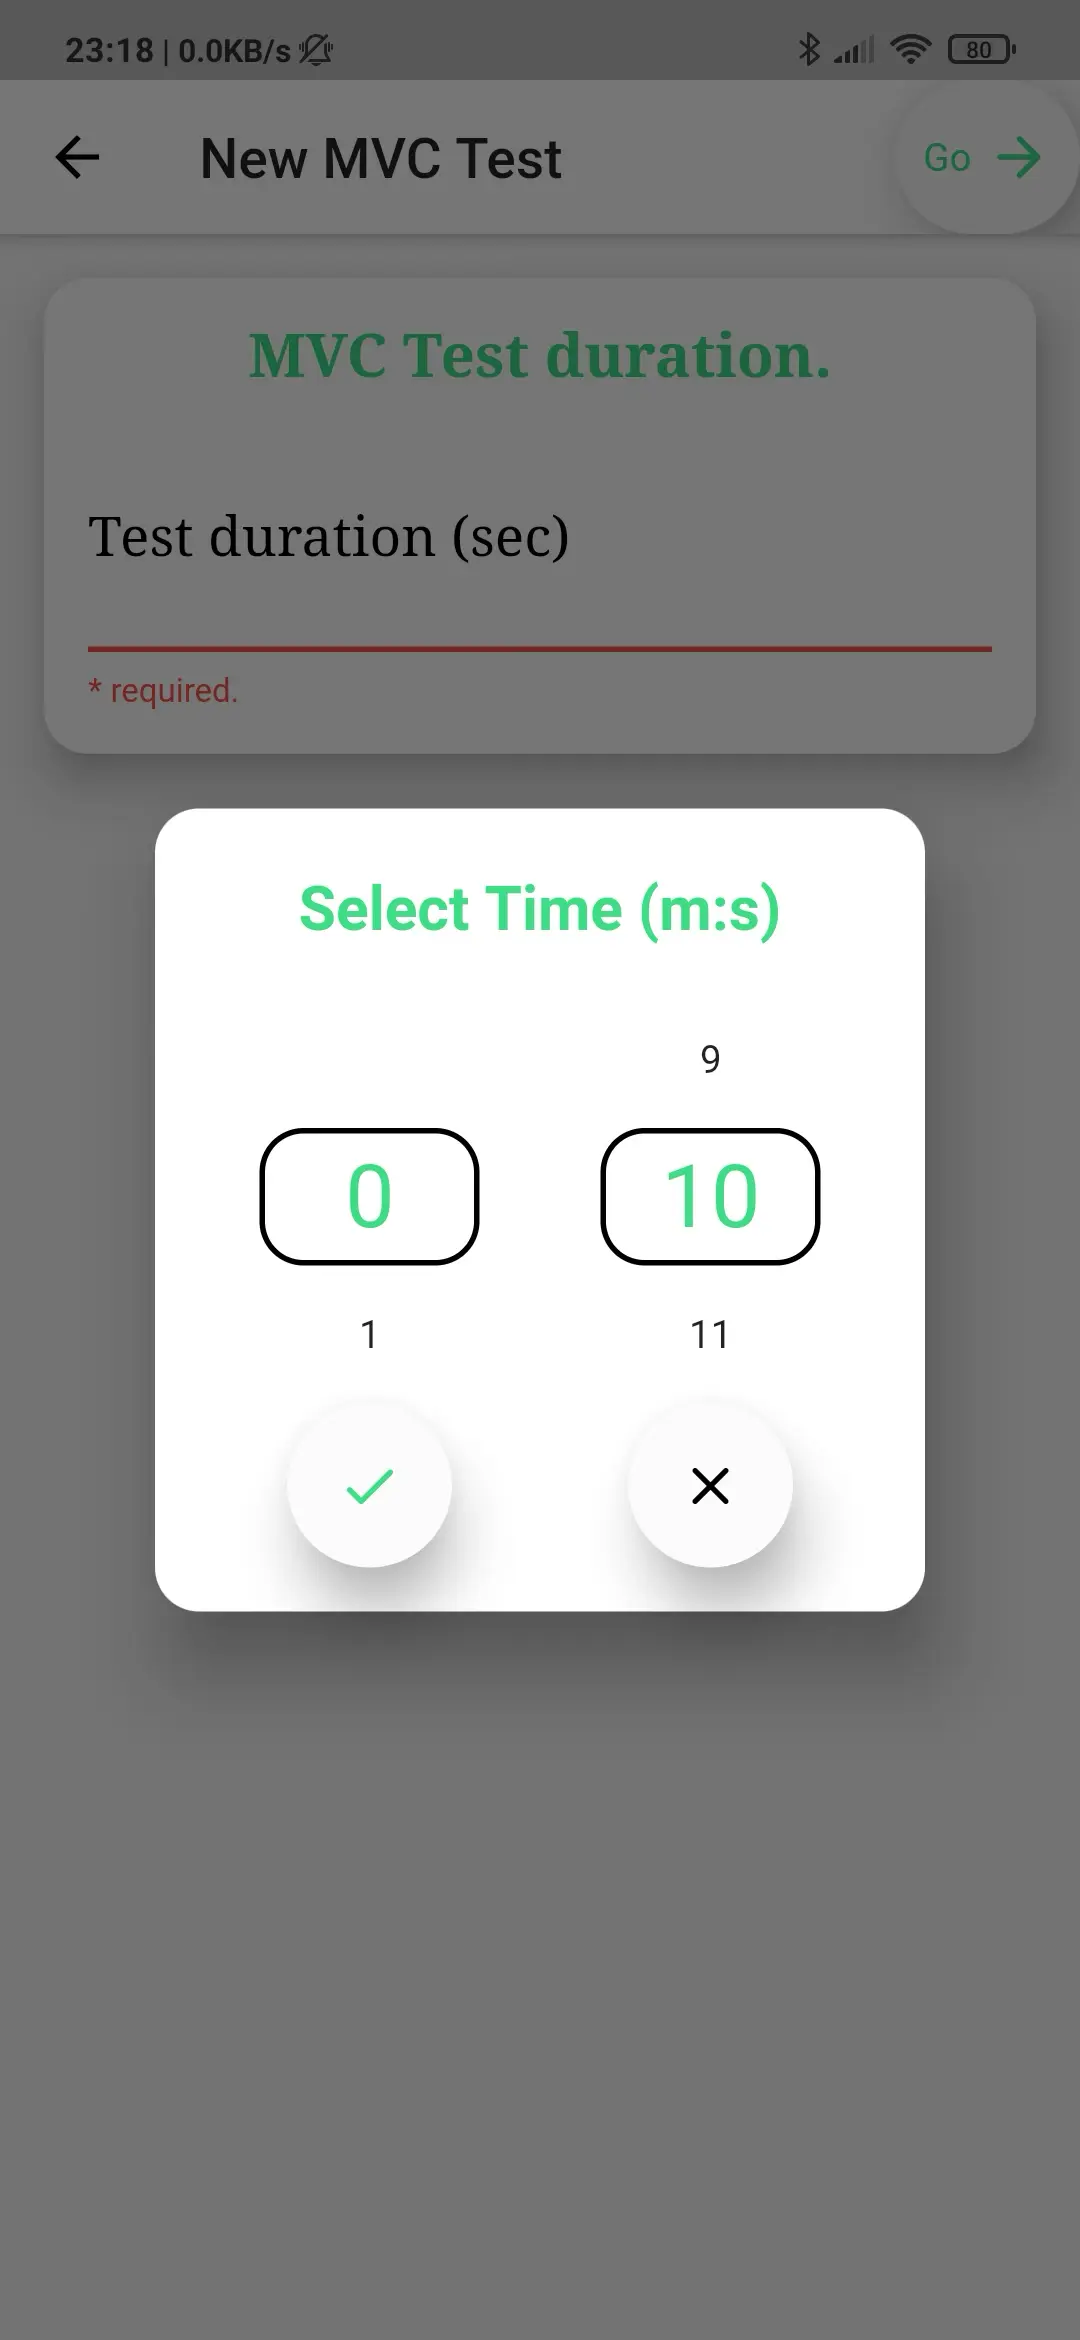 23:18 | 0.0KB/s 80
New MVC Test Go
MVC Test duration.
Test duration (sec)
* required.
Select Time (m:s)
9
0 10
1 11